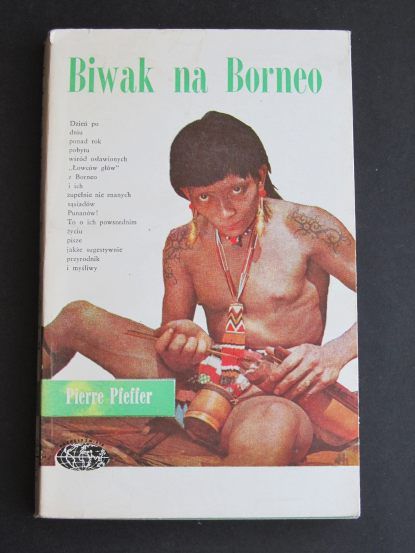 Biwak na Borneo
Dzień po
dniu
ponad rok
pobytu
wśród osławionych
„Łowców głów”
z Borneo
i ich
zupełnie nie znanych
sąsiadów
Punanów!
To o ich powszednim
życiu
pisze
jakże sugestywnie
przyrodnik
i myśliwy
Pierre Pfeffer